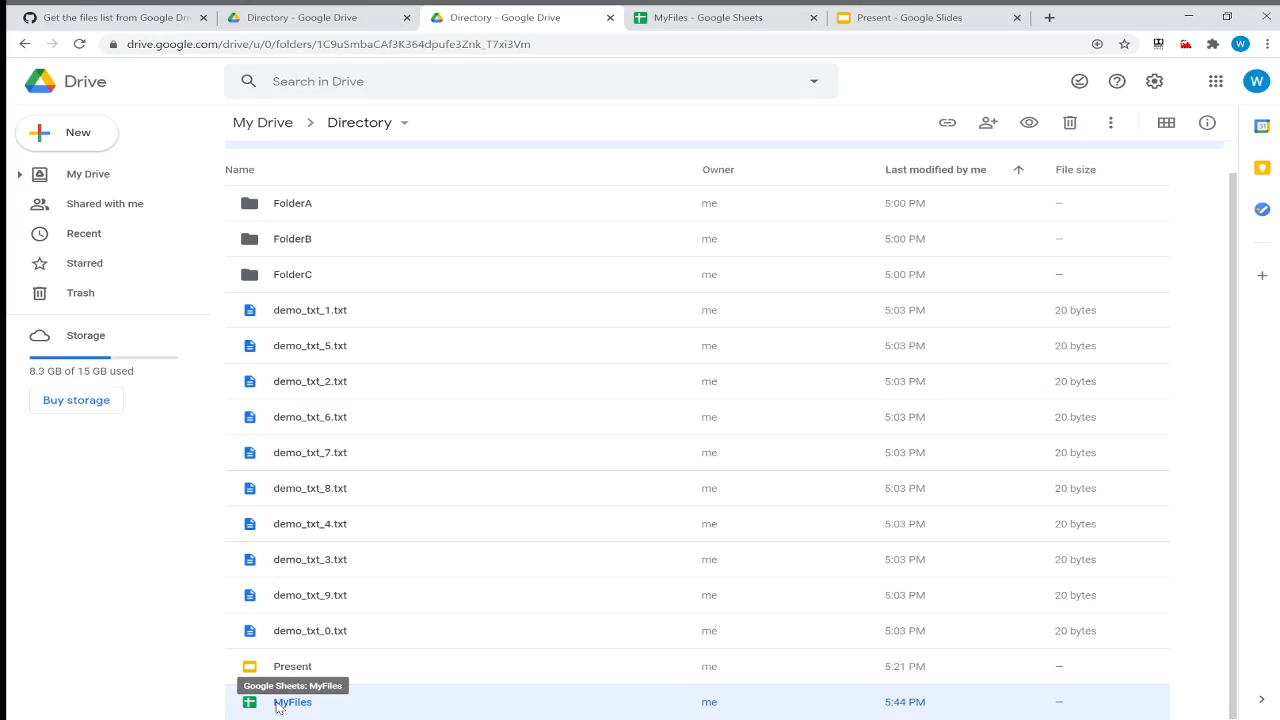 Get the files list from Google Dri
Directory - Google Drive
Directory - Google Drive
MyFiles - Google Sheets
Present - Google Slides
drive.google.com/drive/u/0/folders/1C9uSmbaCAf3K364dpufe3Znk_T7xi3Vm
W
Drive
Search in Drive
W
My Drive
Directory
New
31
Name
Owner
Last modified by me
File size
My Drive
Shared with me
Recent
Starred
Trash
Storage
8.3 GB of 15 GB used
Buy storage
FolderA me 5:00 PM –
FolderB me 5:00 PM –
FolderC me 5:00 PM –
demo_txt_1.txt me 5:03 PM 20 bytes
demo_txt_5.txt me 5:03 PM 20 bytes
demo_txt_2.txt me 5:03 PM 20 bytes
demo_txt_6.txt me 5:03 PM 20 bytes
demo_txt_7.txt me 5:03 PM 20 bytes
demo_txt_8.txt me 5:03 PM 20 bytes
demo_txt_4.txt me 5:03 PM 20 bytes
demo_txt_3.txt me 5:03 PM 20 bytes
demo_txt_9.txt me 5:03 PM 20 bytes
demo_txt_0.txt me 5:03 PM 20 bytes
Present me 5:21 PM –
Google Sheets: MyFiles
MyFiles me 5:44 PM –